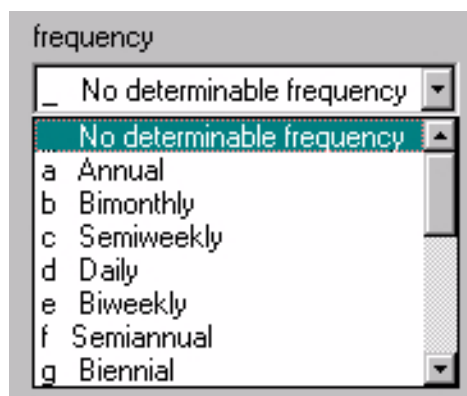 frequency
_ No determinable frequency
_ No determinable frequency
a Annual
b Bimonthly
c Semiweekly
d Daily
e Biweekly
f Semiannual
g Biennial